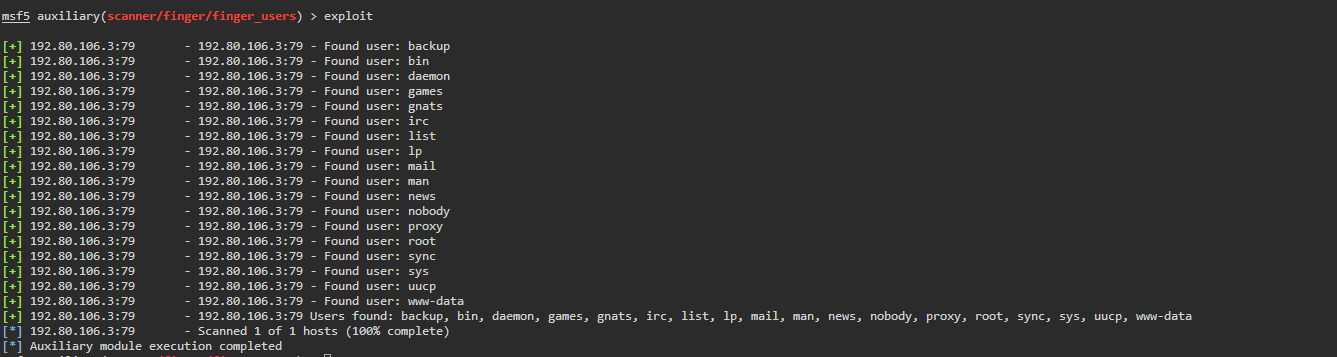 msf5 auxiliary(scanner/finger/finger_users) > exploit
[+] 192.80.106.3:79 - 192.80.106.3:79 - Found user: backup
[+] 192.80.106.3:79 - 192.80.106.3:79 - Found user: bin
[+] 192.80.106.3:79 - 192.80.106.3:79 - Found user: daemon
[+] 192.80.106.3:79 - 192.80.106.3:79 - Found user: games
[+] 192.80.106.3:79 - 192.80.106.3:79 - Found user: gnats
[+] 192.80.106.3:79 - 192.80.106.3:79 - Found user: irc
[+] 192.80.106.3:79 - 192.80.106.3:79 - Found user: list
[+] 192.80.106.3:79 - 192.80.106.3:79 - Found user: lp
[+] 192.80.106.3:79 - 192.80.106.3:79 - Found user: mail
[+] 192.80.106.3:79 - 192.80.106.3:79 - Found user: man
[+] 192.80.106.3:79 - 192.80.106.3:79 - Found user: news
[+] 192.80.106.3:79 - 192.80.106.3:79 - Found user: nobody
[+] 192.80.106.3:79 - 192.80.106.3:79 - Found user: proxy
[+] 192.80.106.3:79 - 192.80.106.3:79 - Found user: root
[+] 192.80.106.3:79 - 192.80.106.3:79 - Found user: sync
[+] 192.80.106.3:79 - 192.80.106.3:79 - Found user: sys
[+] 192.80.106.3:79 - 192.80.106.3:79 - Found user: uucp
[+] 192.80.106.3:79 - 192.80.106.3:79 - Found user: www-data
[+] 192.80.106.3:79 - 192.80.106.3:79 Users found: backup, bin, daemon, games, gnats, irc, list, lp, mail, man, news, nobody, proxy, root, sync, sys, uucp, www-data
[*] 192.80.106.3:79 - Scanned 1 of 1 hosts (100% complete)
[*] Auxiliary module execution completed